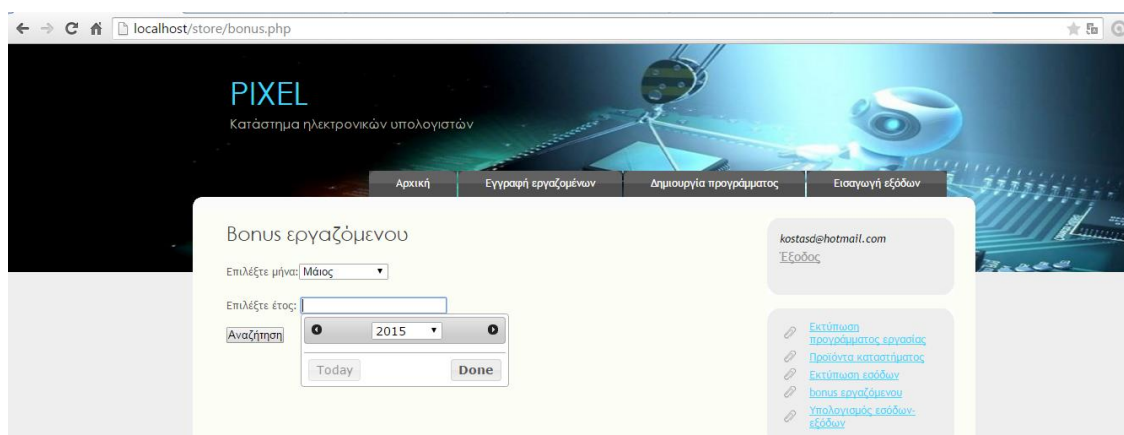 localhost/store/bonus.php
PIXEL
Κατάστημα ηλεκτρονικών υπολογιστών
Αρχική Εγγραφή εργαζομένων Δημιουργία προγράμματος Εισαγωγή εξόδων
Bonus εργαζόμενου
Επιλέξτε μήνα: Μάιος
Επιλέξτε έτος:
Αναζήτηση
2015
Today Done
kostasd@hotmail.com
Έξοδος
Εκτύπωση
προγράμματος εργασίας
Προϊόντα καταστήματος
Εκτύπωση εσόδων
bonus εργαζόμενου
Υπολογισμός εσόδων-
εξόδων